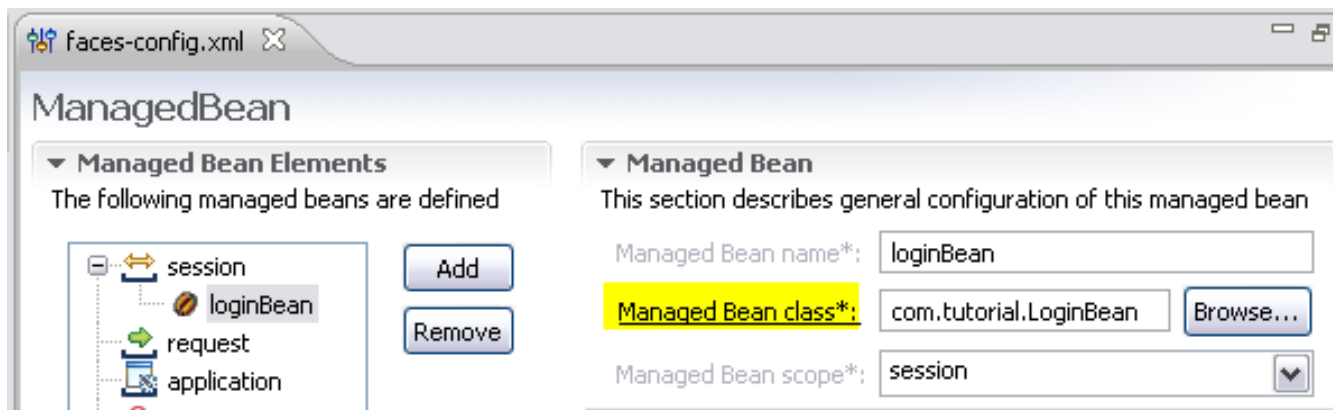 faces-config.xml
ManagedBean
Managed Bean Elements
The following managed beans are defined
session
loginBean
request
application
Add
Remove
Managed Bean
This section describes general configuration of this managed bean
Managed Bean name*: loginBean
Managed Bean class*: com.tutorial.LoginBean Browse...
Managed Bean scope*: session